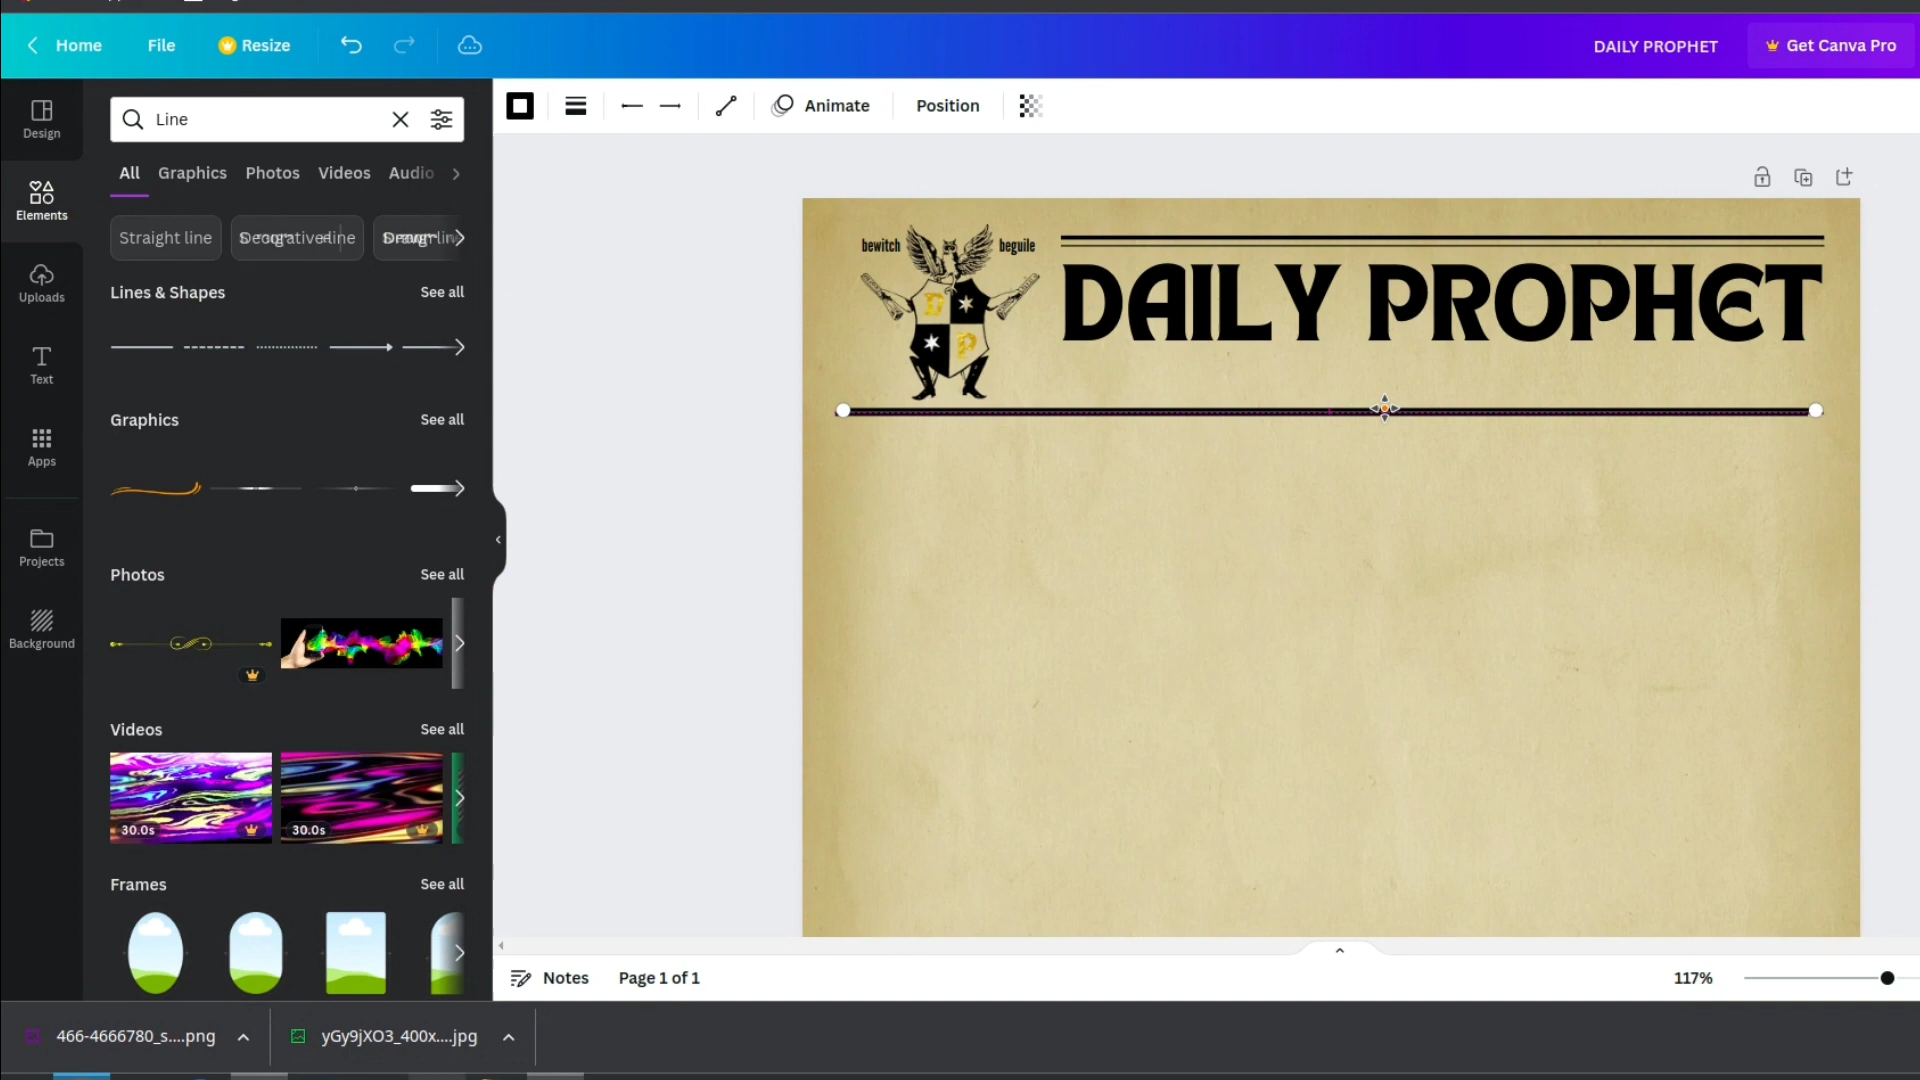 Home
File
Resize
DAILY PROPHET
Get Canva Pro
Design
Elements
Uploads
Text
Apps
Projects
Background
Line
All
Graphics
Photos
Videos
Audio
Straight line
Decorative line
Lines & Shapes
See all
Graphics
See all
Photos
See all
Videos
See all
30.0s
30.0s
Frames
See all
Animate
Position
bewitch
beguile
D
P
DAILY PROPHET
Notes
Page 1 of 1
117%
466-4666780_s....png
yGy9jXO3_400x....jpg